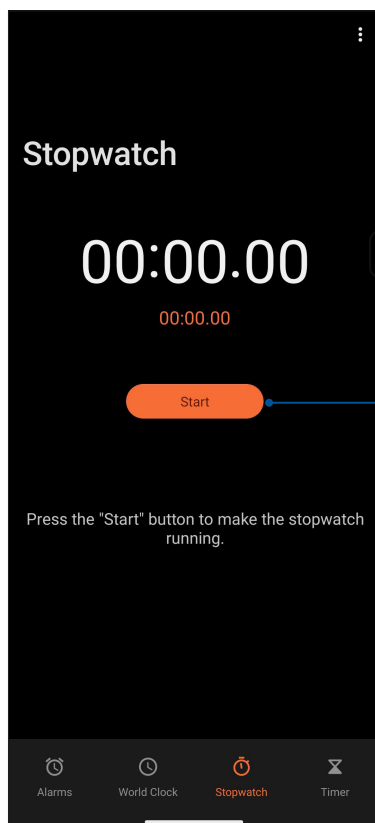 Stopwatch
00:00.00
00:00.00
Start
Press the "Start" button to make the stopwatch
running.
Alarms
World Clock
Stopwatch
Timer